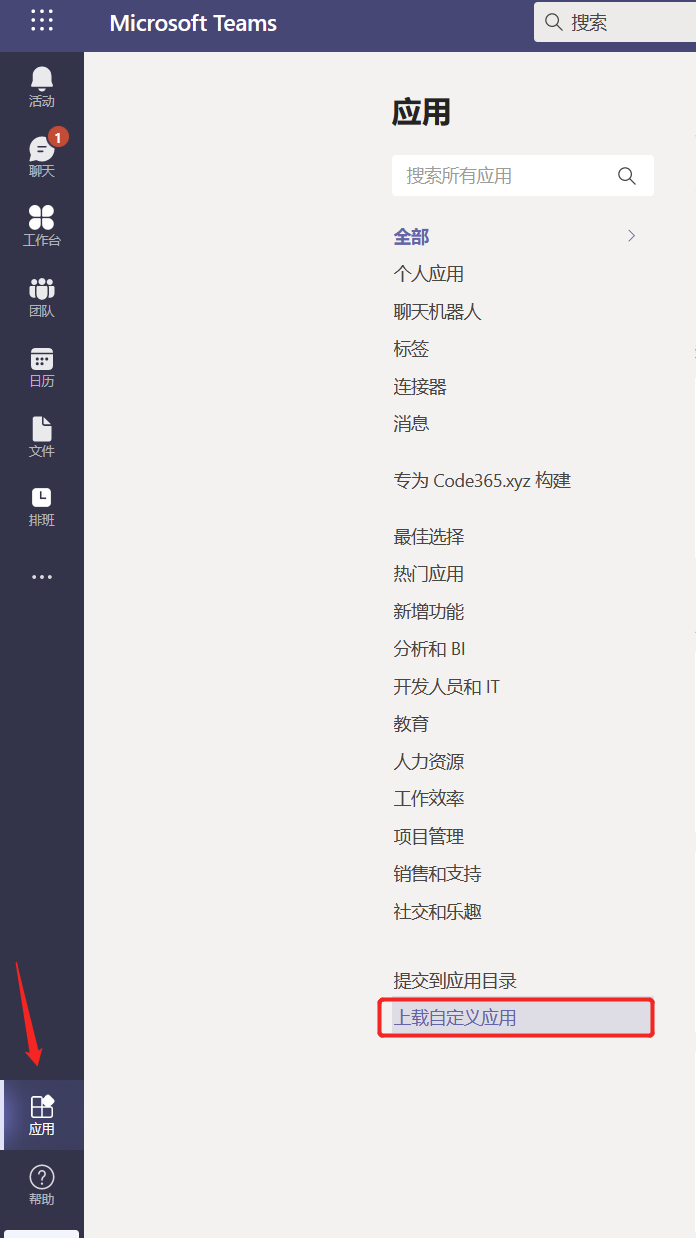 Microsoft Teams
搜索
活动
1
聊天
工作台
团队
日历
文件
排班
应用
帮助
应用
搜索所有应用
全部
个人应用
聊天机器人
标签
连接器
消息
专为 Code365.xyz 构建
最佳选择
热门应用
新增功能
分析和 BI
开发人员和 IT
教育
人力资源
工作效率
项目管理
销售和支持
社交和乐趣
提交到应用目录
上载自定义应用